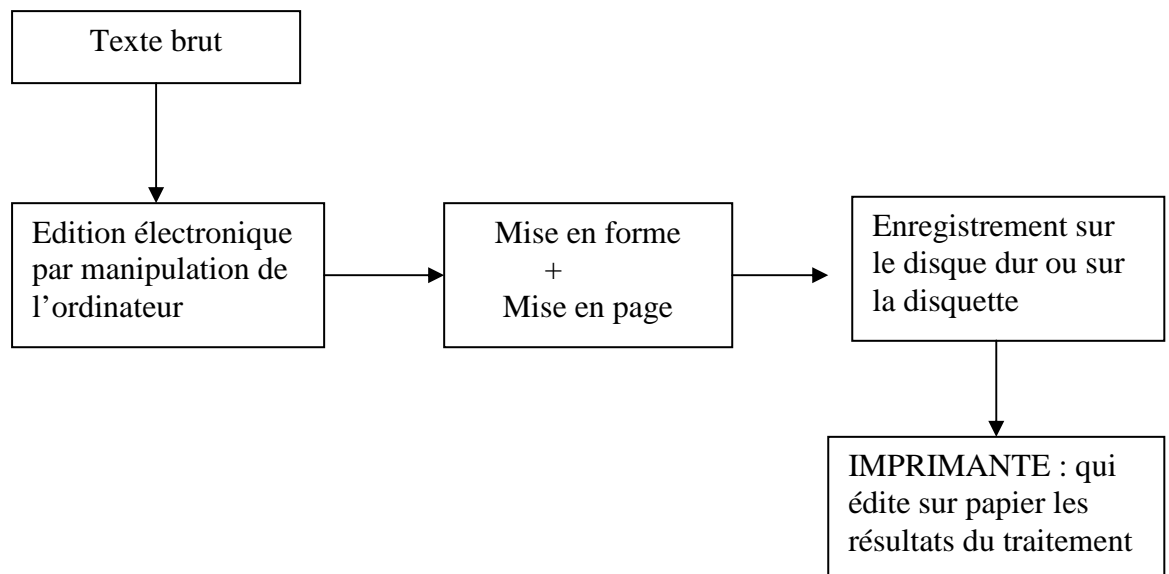 Texte brut
Edition électronique
par manipulation de
l’ordinateur
Mise en forme
+
Mise en page
Enregistrement sur
le disque dur ou sur
la disquette
IMPRIMANTE : qui
édite sur papier les
résultats du traitement